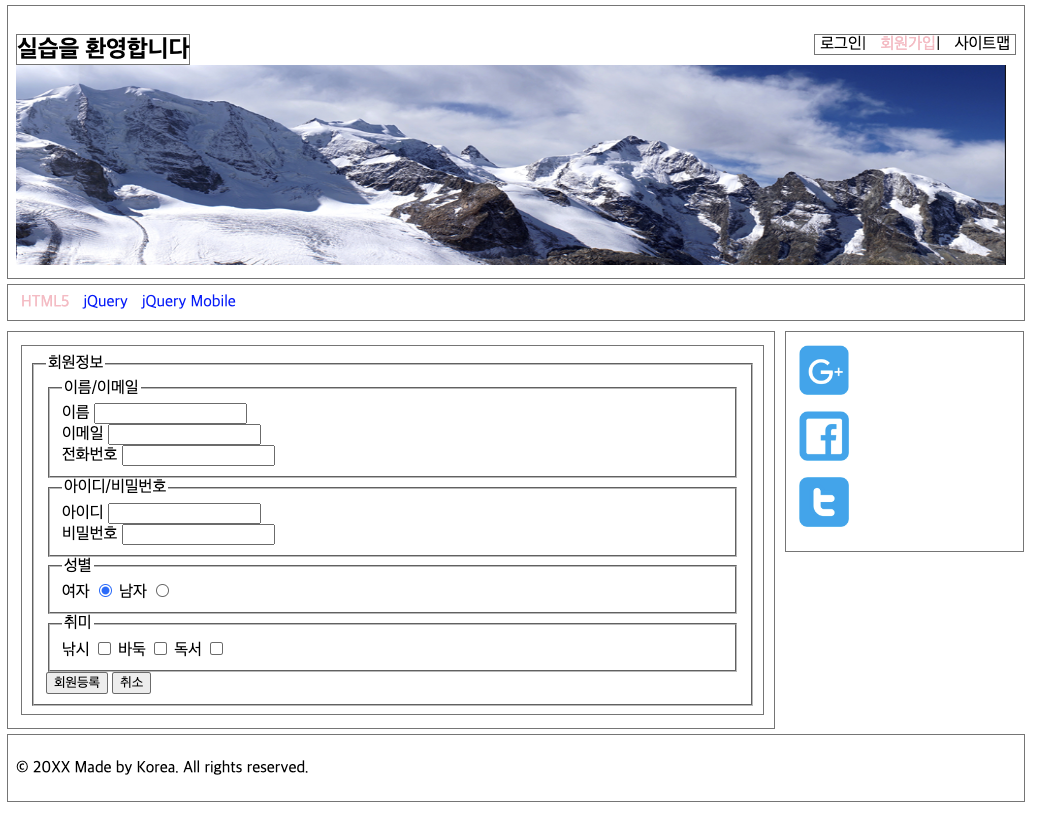 실습을 환영합니다
로그인| 회원가입| 사이트맵
HTML5 jQuery jQuery Mobile
회원정보
이름/이메일
이름
이메일
전화번호
아이디/비밀번호
아이디
비밀번호
성별
여자 남자
취미
낚시 바둑 독서
회원등록 취소
G+
f
t
© 20XX Made by Korea. All rights reserved.